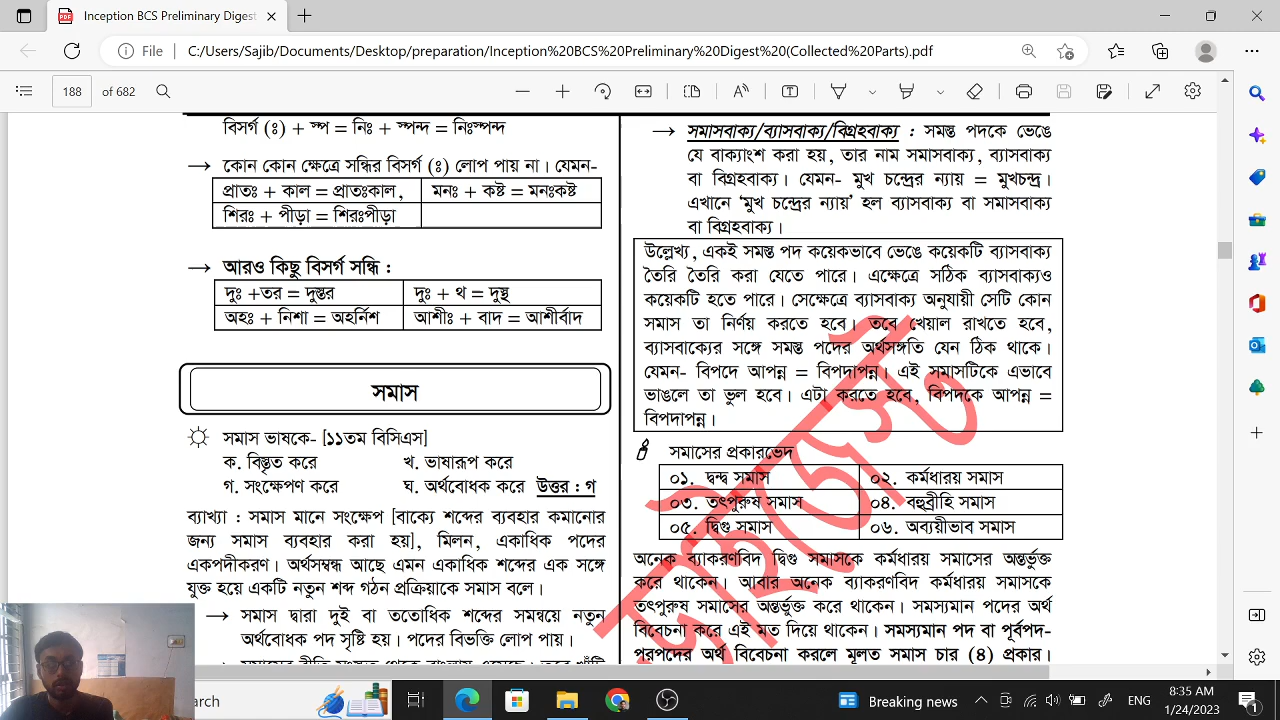 Inception BCS Preliminary Digest
File
C:/Users/Sajib/Documents/Desktop/preparation/Inception%20BCS%20Preliminary%20Digest%20(Collected%20Parts).pdf
188 of 682
বিসর্গ (ঃ) + স্প = নিঃ + স্পন্দ = নিঃস্পন্দ
→ কোন কোন ক্ষেত্রে সন্ধির বিসর্গ (ঃ) লোপ পায় না। যেমন-
প্রাতঃ + কাল = প্রাতঃকাল, মনঃ + কষ্ট = মনঃকষ্ট
শিরঃ + পীড়া = শিরঃপীড়া
→ আরও কিছু বিসর্গ সন্ধি :
দুঃ +তর = দুস্তর দুঃ + থ = দুস্থ
অহঃ + নিশা = অহর্নিশ আশীঃ + বাদ = আশীর্বাদ
সমাস
সমাস ভাষকে- [১১তম বিসিএস]
ক. বিস্তৃত করে খ. ভাষারূপ করে
গ. সংক্ষেপণ করে ঘ. অর্থবোধক করে উত্তর : গ
ব্যাখ্যা : সমাস মানে সংক্ষেপ [বাক্যে শব্দের ব্যবহার কমানোর
জন্য সমাস ব্যবহার করা হয়], মিলন, একাধিক পদের
একপদীকরণ। অর্থসম্বন্ধ আছে এমন একাধিক শব্দের এক সঙ্গে
যুক্ত হয়ে একটি নতুন শব্দ গঠন প্রক্রিয়াকে সমাস বলে।
→ সমাস দ্বারা দুই বা ততোধিক শব্দের সমন্বয়ে নতুন
অর্থবোধক পদ সৃষ্টি হয়। পদের বিভক্তি লোপ পায়।
→ সমাসবাক্য/ব্যাসবাক্য/বিগ্রহবাক্য : সমস্ত পদকে ভেঙে
যে বাক্যাংশ করা হয়, তার নাম সমাসবাক্য, ব্যাসবাক্য
বা বিগ্রহবাক্য। যেমন- মুখ চন্দ্রের ন্যায় = মুখচন্দ্র।
এখানে ‘মুখ চন্দ্রের ন্যায়’ হল ব্যাসবাক্য বা সমাসবাক্য
বা বিগ্রহবাক্য।
উল্লেখ্য, একই সমস্ত পদ কয়েকভাবে ভেঙে কয়েকটি ব্যাসবাক্য
তৈরি তৈরি করা যেতে পারে। এক্ষেত্রে সঠিক ব্যাসবাক্যও
কয়েকটি হতে পারে। সেক্ষেত্রে ব্যাসবাক্য অনুযায়ী সেটি কোন
সমাস তা নির্ণয় করতে হবে। তবে খেয়াল রাখতে হবে,
ব্যাসবাক্যের সঙ্গে সমস্ত পদের অর্থসঙ্গতি যেন ঠিক থাকে।
যেমন- বিপদে আপন্ন = বিপদাপন্ন। এই সমাসটিকে এভাবে
ভাঙলে তা ভুল হবে। এটা করতে হবে, বিপদকে আপন্ন =
বিপদাপন্ন।
সমাসের প্রকারভেদ
০১. দ্বন্দ্ব সমাস ০২. কর্মধারয় সমাস
০৩. তৎপুরুষ সমাস ০৪. বহুব্রীহি সমাস
০৫. দ্বিগু সমাস ০৬. অব্যয়ীভাব সমাস
অনেক ব্যাকরণবিদ দ্বিগু সমাসকে কর্মধারয় সমাসের অন্তর্ভুক্ত
করে থাকেন। আবার অনেক ব্যাকরণবিদ কর্মধারয় সমাসকে
তৎপুরুষ সমাসের অন্তর্ভুক্ত করে থাকেন। সমস্যমান পদের অর্থ
বিবেচনা করে এই মত দিয়ে থাকেন। সমস্যমান পদ বা পূর্বপদ-
পরপদের অর্থ বিবেচনা করলে মূলত সমাস চার (৪) প্রকার।
Breaking news
ENG
8:35 AM
1/24/2023